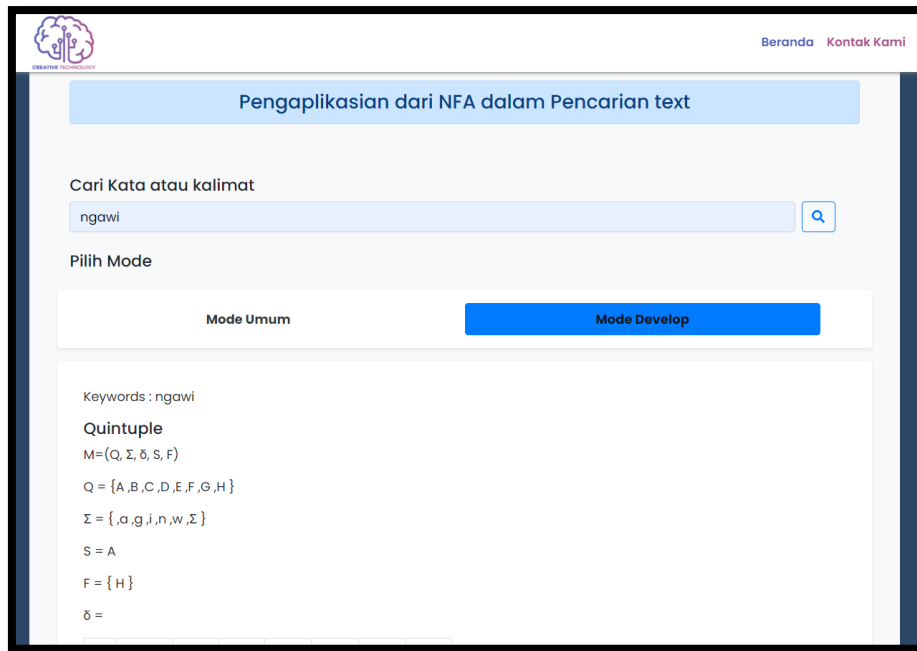 CREATIVE TECHNOLOGY
Beranda Kontak Kami
Pengaplikasian dari NFA dalam Pencarian text
Cari Kata atau kalimat
ngawi
Pilih Mode
Mode Umum Mode Develop
Keywords : ngawi
Quintuple
M=(Q, Σ, δ, S, F)
Q = {A ,B ,C ,D ,E ,F ,G ,H }
Σ = { ,a ,g ,i ,n ,w ,Σ }
S = A
F = { H }
δ =